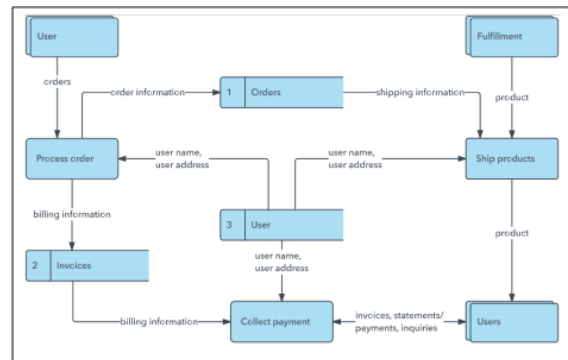 User
Fulfillment
orders
order information
1 Orders
shipping information
product
Process order
user name,
user address
user name,
user address
Ship products
billing information
3 User
product
2 Invoices
user name,
user address
billing information
Collect payment
invoices, statements/
payments, inquiries
Users